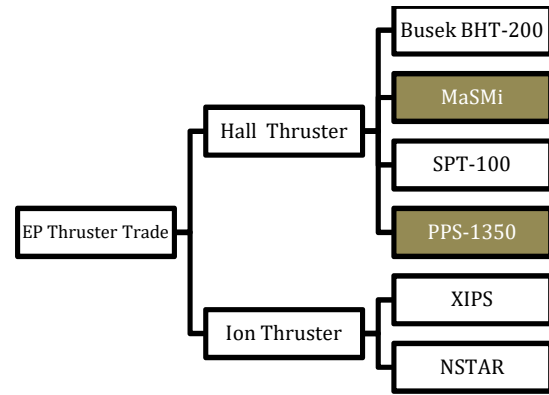 Busek BHT-200
MaSMi
Hall Thruster
SPT-100
EP Thruster Trade
PPS-1350
XIPS
Ion Thruster
NSTAR